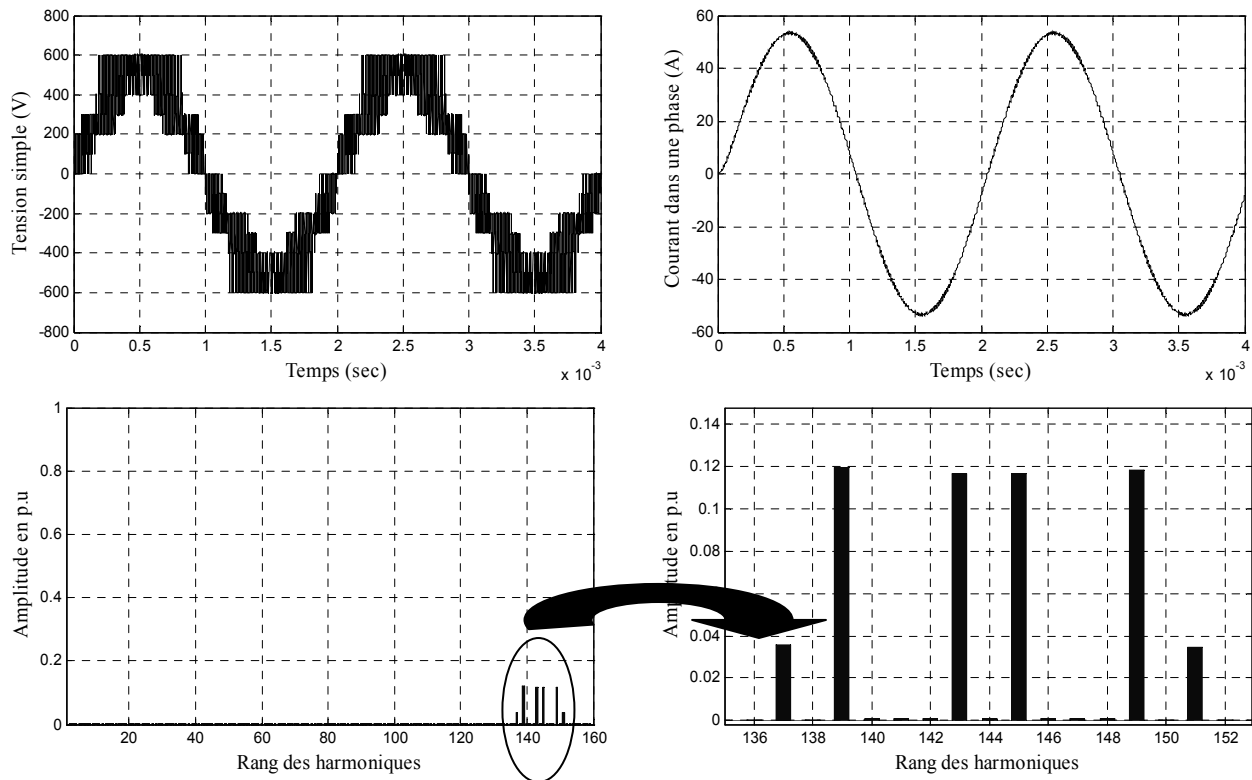 800
600
400
200
0
-200
-400
-600
-800
Tension simple (V)
0 0.5 1 1.5 2 2.5 3 3.5 4
Temps (sec)
x 10
-3
60
40
20
0
-20
-40
-60
Courant dans une phase (A)
0 0.5 1 1.5 2 2.5 3 3.5 4
Temps (sec)
x 10
-3
1
0.8
0.6
0.4
0.2
0
Amplitude en p.u
20 40 60 80 100 120 140 160
Rang des harmoniques
0.14
0.12
0.1
0.08
0.04
0.02
0
Amplitude en p.u
136 138 140 142 144 146 148 150 152
Rang des harmoniques